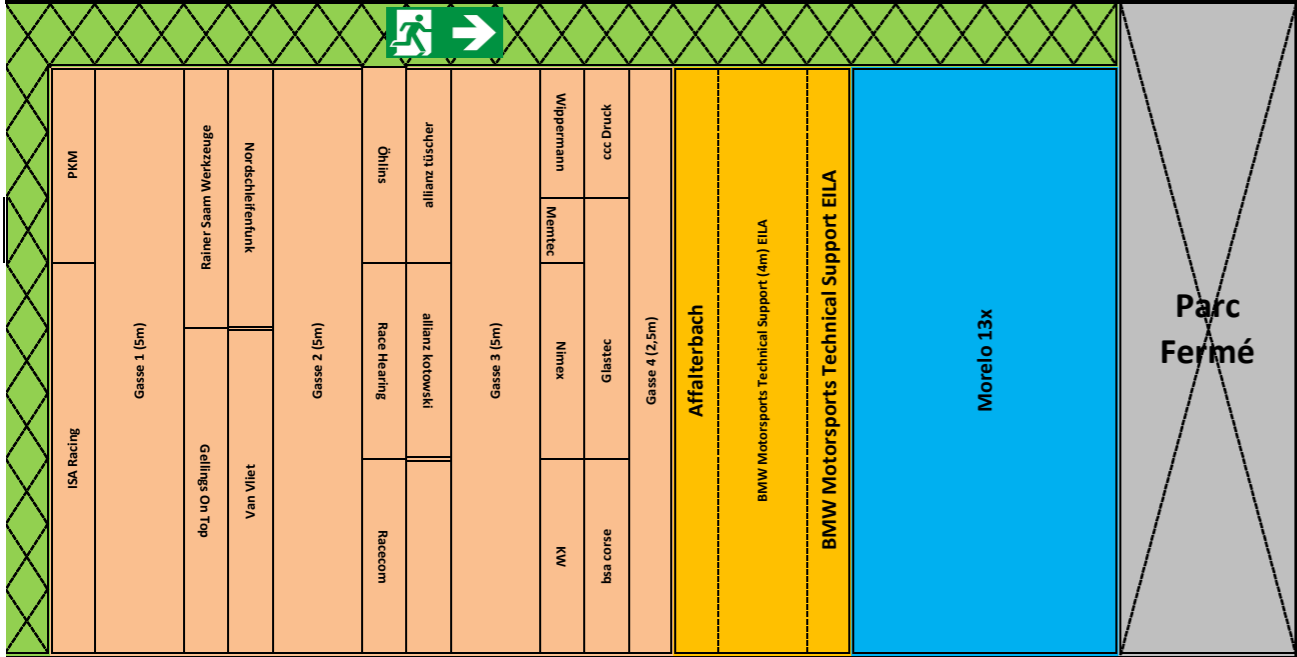 PKM
ISA Racing
Gasse 1 (5m)
Rainer Saam Werkzeuge
Gellings On Top
Nordschleifenfunk
Van Vliet
Gasse 2 (5m)
Öhlins
Race Hearing
Racecom
allianz tüscher
allianz kotowski
Gasse 3 (5m)
Wippermann
Memtec
Ninex
KW
ccc Druck
Glastec
bsa corse
Gasse 4 (2,5m)
Affalterbach
BMW Motorsports Technical Support (4m) EILA
BMW Motorsports Technical Support EILA
Morelo 13x
Parc
Fermé